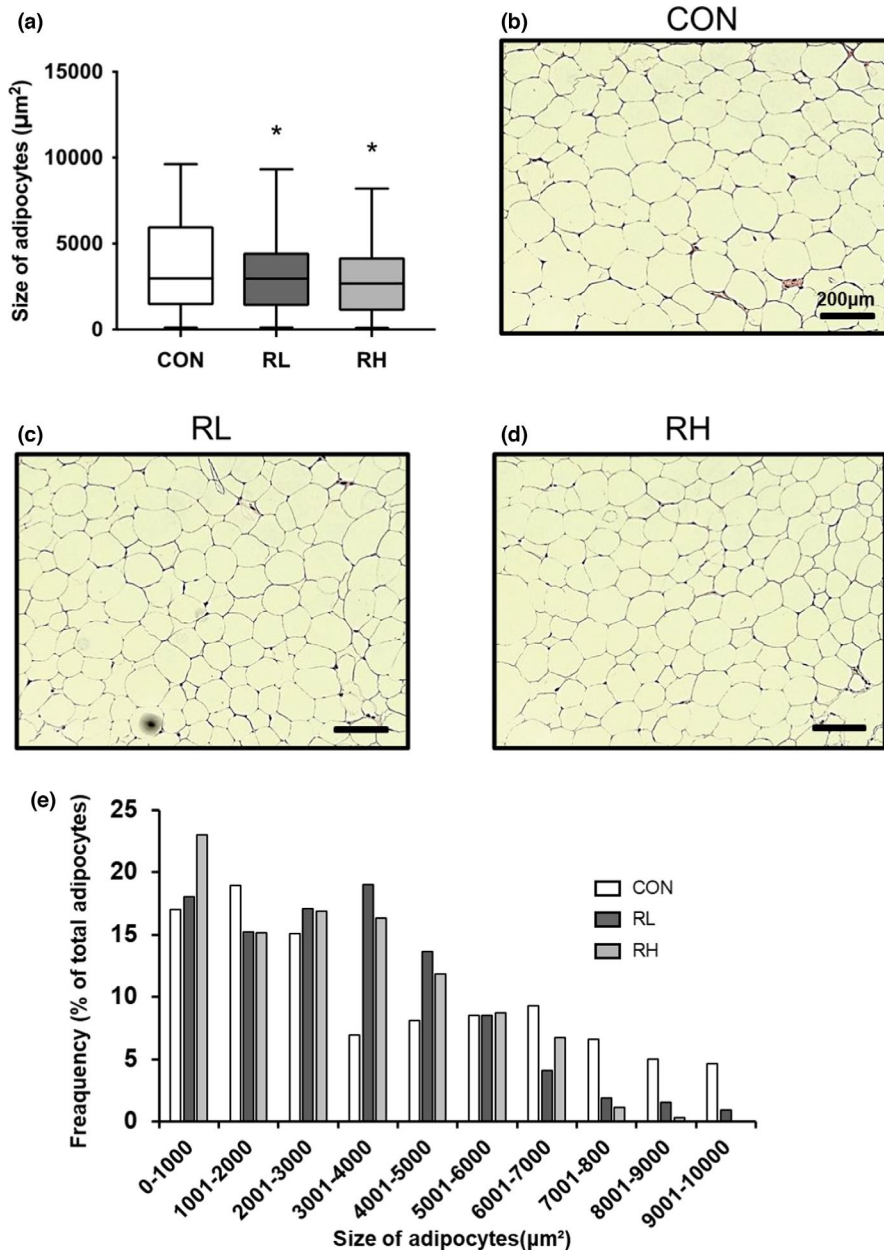 (a)
Size of adipocytes (µm²)
15000
10000
5000
0
*
*
CON
RL
RH
(b)
CON
200µm
(c)
RL
(d)
RH
(e)
Freaquency (% of total adipocytes)
25
20
15
10
5
0
CON
RL
RH
0-1000
1001-2000
2001-3000
3001-4000
4001-5000
5001-6000
6001-7000
7001-800
8001-9000
9001-10000
Size of adipocytes(µm²)